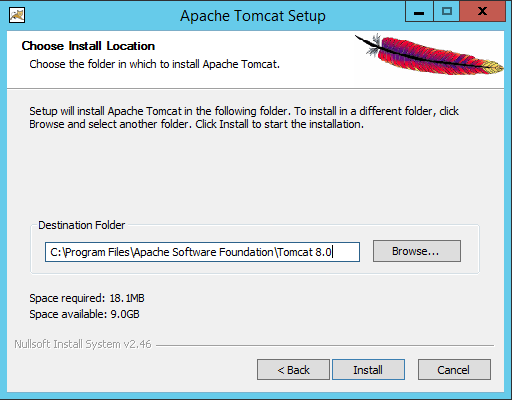 Apache Tomcat Setup
Choose Install Location
Choose the folder in which to install Apache Tomcat.
Setup will install Apache Tomcat in the following folder. To install in a different folder, click
Browse and select another folder. Click Install to start the installation.
Destination Folder
C:\Program Files\Apache Software Foundation\Tomcat 8.0
Browse...
Space required: 18.1MB
Space available: 9.0GB
Nullsoft Install System v2.46
< Back
Install
Cancel